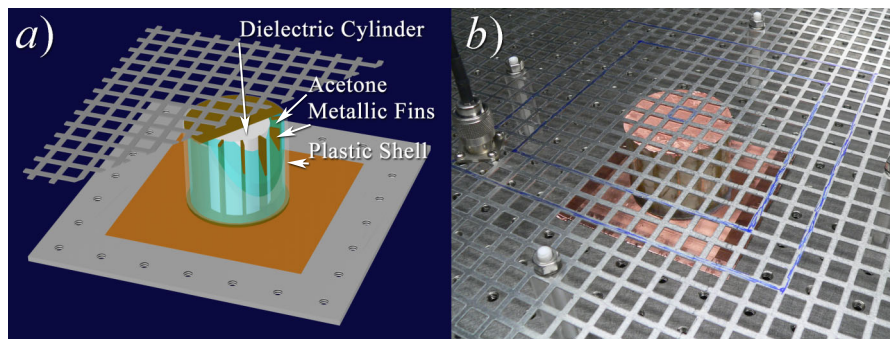 a)
Dielectric Cylinder
Acetone
Metallic Fins
Plastic Shell
b)